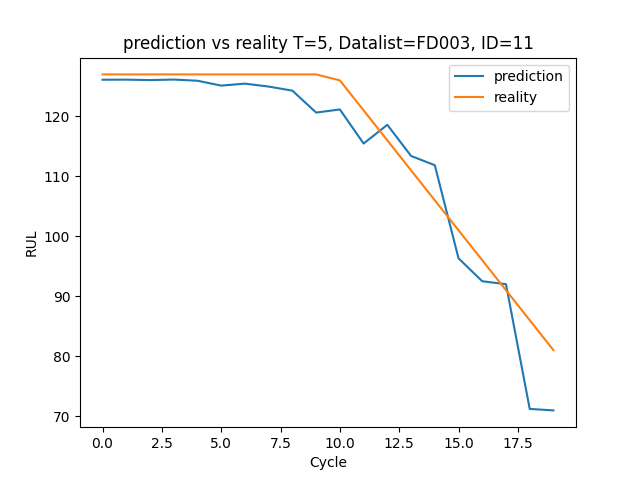 prediction vs reality T=5, Datalist=FD003, ID=11
prediction
reality
120
110
100
90
80
70
RUL
0.0 2.5 5.0 7.5 10.0 12.5 15.0 17.5
Cycle